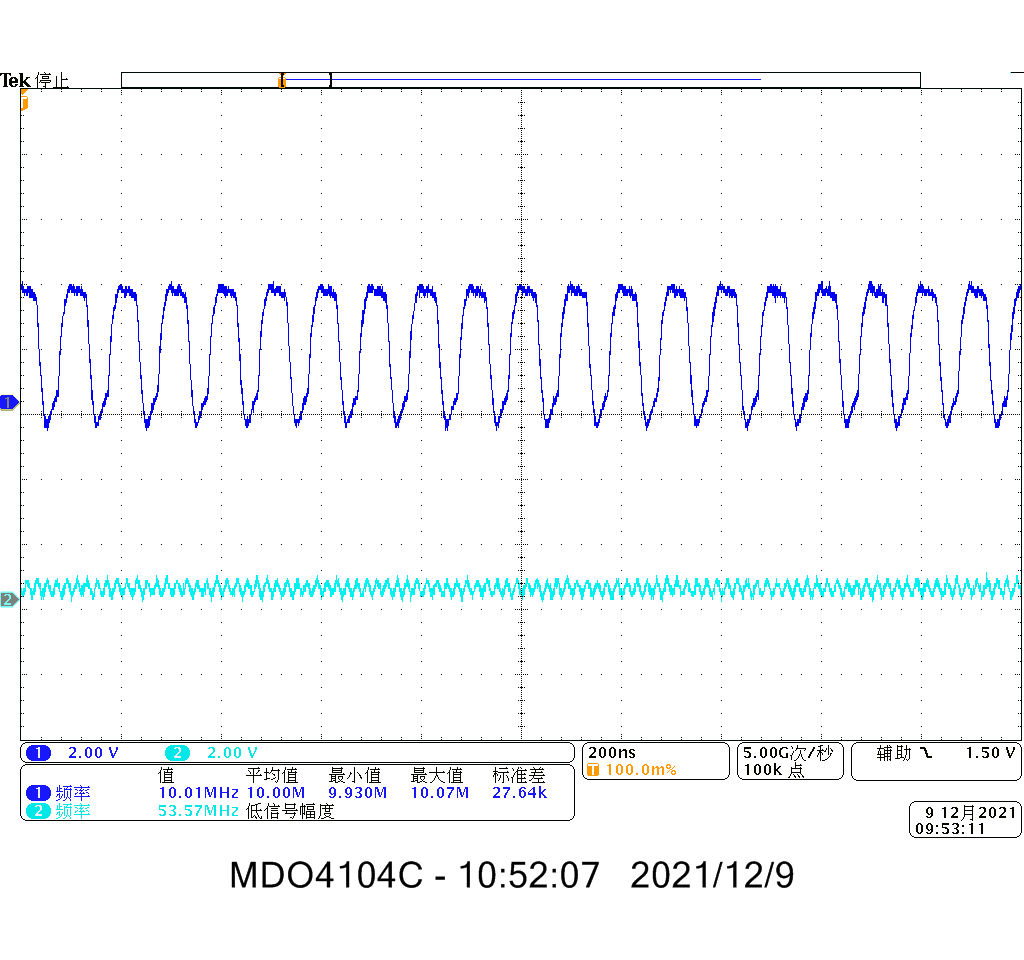 Tek 停止
1
2
1 2.00 V 2 2.00 V
200ns
T 100.0m%
5.00G次/秒
100k 点
辅助 1.50 V
值 平均值 最小值 最大值 标准差
1 频率 10.01MHz 10.00M 9.930M 10.07M 27.64k
2 频率 53.57MHz 低信号幅度
9 12月2021
09:53:11
MDO4104C - 10:52:07 2021/12/9